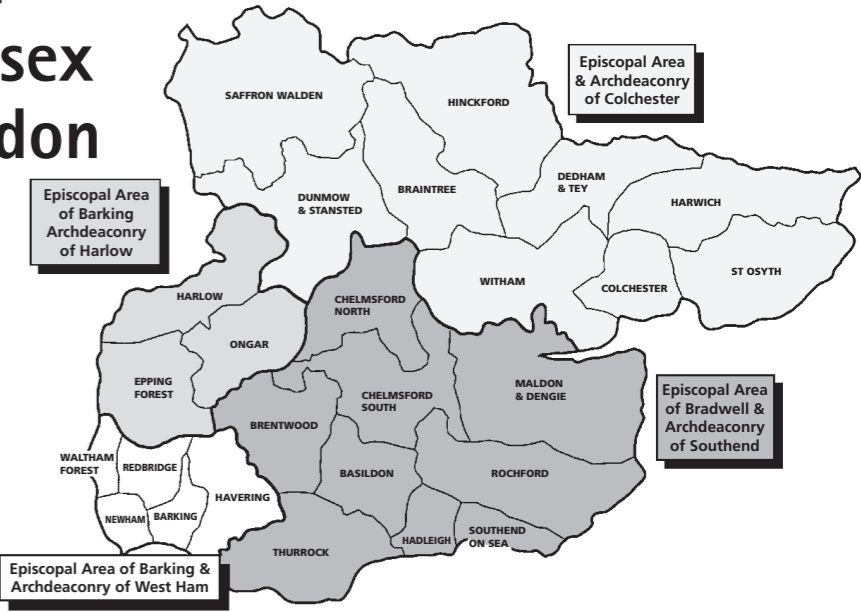 sex
don
Episcopal Area
& Archdeaconry
of Colchester
SAFFRON WALDEN
HINCKFORD
DUNMOW
& STANSTED
BRAINTREE
DEDHAM
& TEY
HARWICH
WITHAM
COLCHESTER
ST OSYTH
Episcopal Area
of Barking
Archdeaconry
of Harlow
HARLOW
ONGAR
EPPING
FOREST
CHELMSFORD
NORTH
CHELMSFORD
SOUTH
MALDON
& DENGIE
BRENTWOOD
BASILDON
ROCHFORD
THURROCK
HADLEIGH
SOUTHEND
ON SEA
Episcopal Area
of Bradwell &
Archdeaconry
of Southend
WALTHAM
FOREST
REDBRIDGE
HAVERING
NEWHAM
BARKING
Episcopal Area of Barking &
Archdeaconry of West Ham